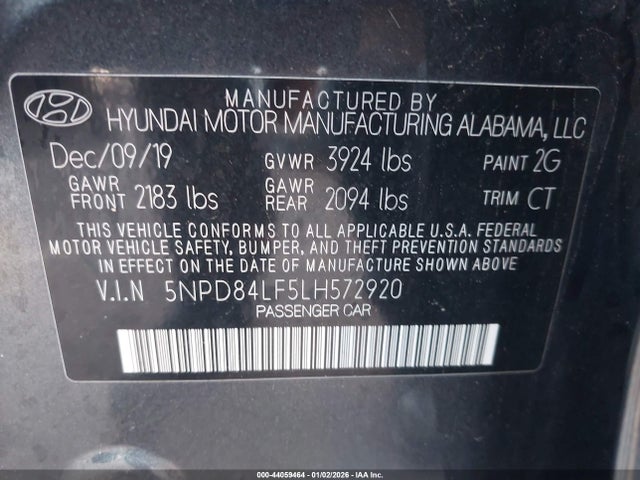 MANUFACTURED BY
HYUNDAI MOTOR MANUFACTURING ALABAMA, LLC
Dec/09/19 GVWR 3924 lbs PAINT 2G
GAWR FRONT 2183 lbs GAWR REAR 2094 lbs TRIM CT
THIS VEHICLE CONFORMS TO ALL APPLICABLE U.S.A. FEDERAL
MOTOR VEHICLE SAFETY, BUMPER, AND THEFT PREVENTION STANDARDS
IN EFFECT ON THE DATE OF MANUFACTURE SHOWN ABOVE
V.I.N 5NPD84LF5LH572920
PASSENGER CAR
000-44059464 - 01/02/2026 - IAA Inc.